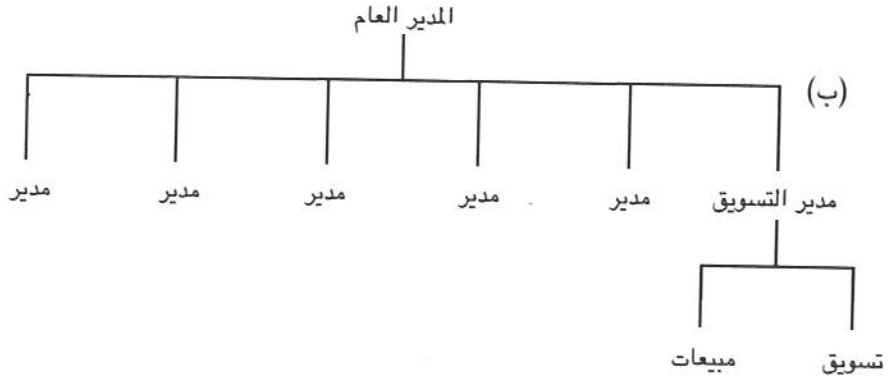 المدير العام
(ب)
مدير التسويق مدير مدير مدير مدير مدير
تسويق مبيعات